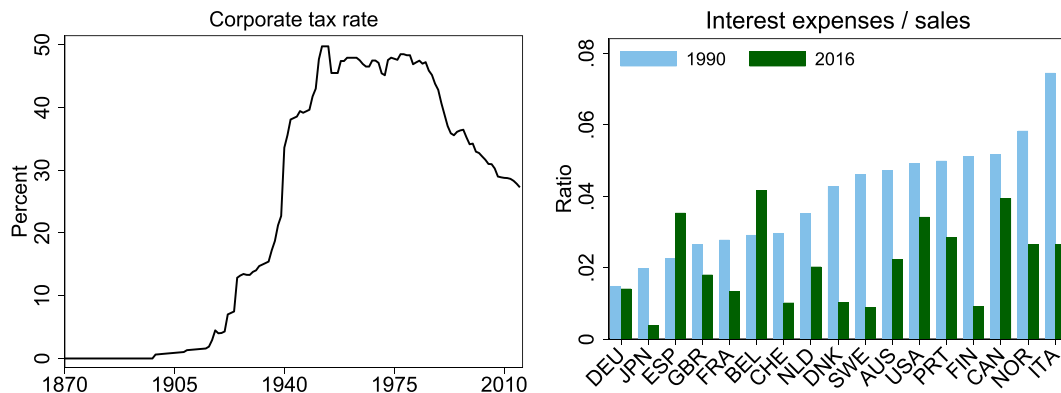 Corporate tax rate
Percent
50
40
30
20
10
0
1870 1905 1940 1975 2010
Interest expenses / sales
1990 2016
Ratio
.08
.06
.04
.02
0
DEU JPN ESP GBR FRA BEL CHE NLD DNK SWE AUS USA PRT FIN CAN NOR ITA